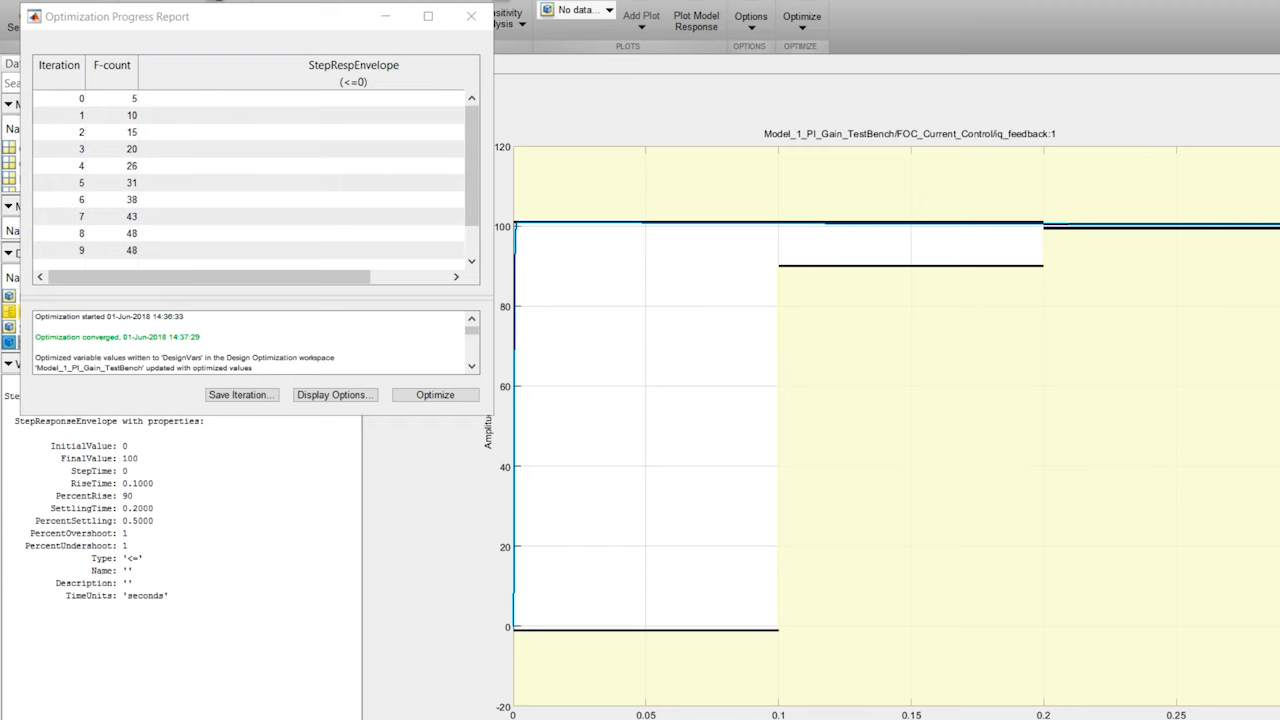 Optimization Progress Report
Iteration F-count StepRespEnvelope
(<=0)
0 5
1 10
2 15
3 20
4 26
5 31
6 38
7 43
8 48
9 48
Optimization started 01-Jun-2018 14:36:33
Optimization converged, 01-Jun-2018 14:37:29
Optimized variable values written to 'DesignVars' in the Design Optimization workspace
'Model_1_PI_Gain_TestBench' updated with optimized values
Save Iteration... Display Options... Optimize
No data...
Add Plot
Plot Model
Response
Options
Optimize
PLOTS
OPTIONS
OPTIMIZE
StepResponseEnvelope with properties:
InitialValue: 0
FinalValue: 100
StepTime: 0
RiseTime: 0.1000
PercentRise: 90
SettlingTime: 0.2000
PercentSettling: 0.5000
PercentOvershoot: 1
PercentUndershoot: 1
Type: '<='
Name: ''
Description: ''
TimeUnits: 'seconds'
Model_1_PI_Gain_TestBench/FOC_Current_Control/iq_feedback:1
120
100
80
60
40
20
0
-20
0 0.05 0.1 0.15 0.2 0.25